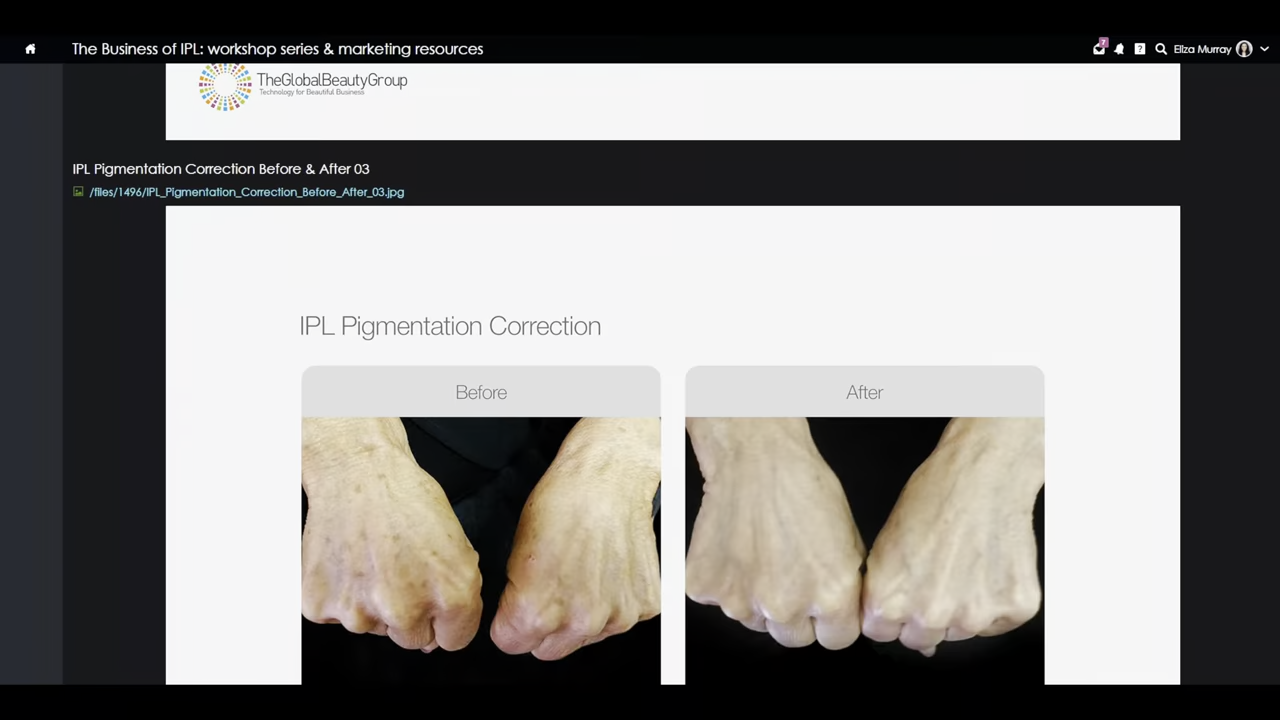 The Business of IPL: workshop series & marketing resources
7
Eliza Murray
TheGlobalBeautyGroup
Technology for Beautiful Business
IPL Pigmentation Correction Before & After 03
/files/1496/IPL_Pigmentation_Correction_Before_After_03.jpg
IPL Pigmentation Correction
Before
After